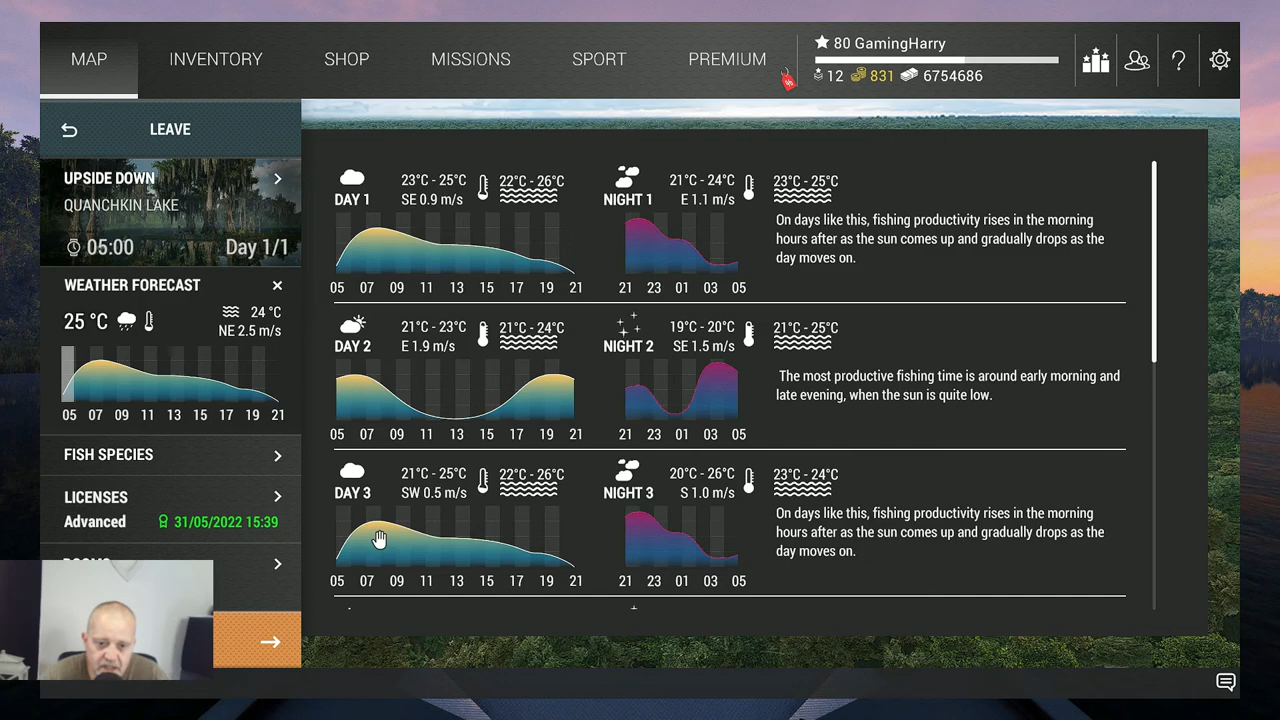 MAP INVENTORY SHOP MISSIONS SPORT PREMIUM
80 GamingHarry
12 831 6754686
LEAVE
UPSIDE DOWN
QUANCHKIN LAKE
05:00 Day 1/1
WEATHER FORECAST
25 °C 24 °C
NE 2.5 m/s
05 07 09 11 13 15 17 19 21
FISH SPECIES
LICENSES
Advanced 31/05/2022 15:39
DAY 1
23°C - 25°C
SE 0.9 m/s
22°C - 26°C
05 07 09 11 13 15 17 19 21
NIGHT 1
21°C - 24°C
E 1.1 m/s
23°C - 25°C
21 23 01 03 05
On days like this, fishing productivity rises in the morning
hours after as the sun comes up and gradually drops as the
day moves on.
DAY 2
21°C - 23°C
E 1.9 m/s
21°C - 24°C
05 07 09 11 13 15 17 19 21
NIGHT 2
19°C - 20°C
SE 1.5 m/s
21°C - 25°C
21 23 01 03 05
The most productive fishing time is around early morning and
late evening, when the sun is quite low.
DAY 3
21°C - 25°C
SW 0.5 m/s
22°C - 26°C
05 07 09 11 13 15 17 19 21
NIGHT 3
20°C - 26°C
S 1.0 m/s
23°C - 24°C
21 23 01 03 05
On days like this, fishing productivity rises in the morning
hours after as the sun comes up and gradually drops as the
day moves on.